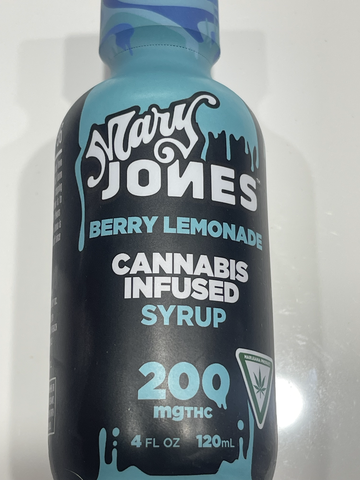 Mary
JONES
BERRY LEMONADE
CANNABIS
INFUSED
SYRUP
200
mgTHC
4 FL OZ 120mL